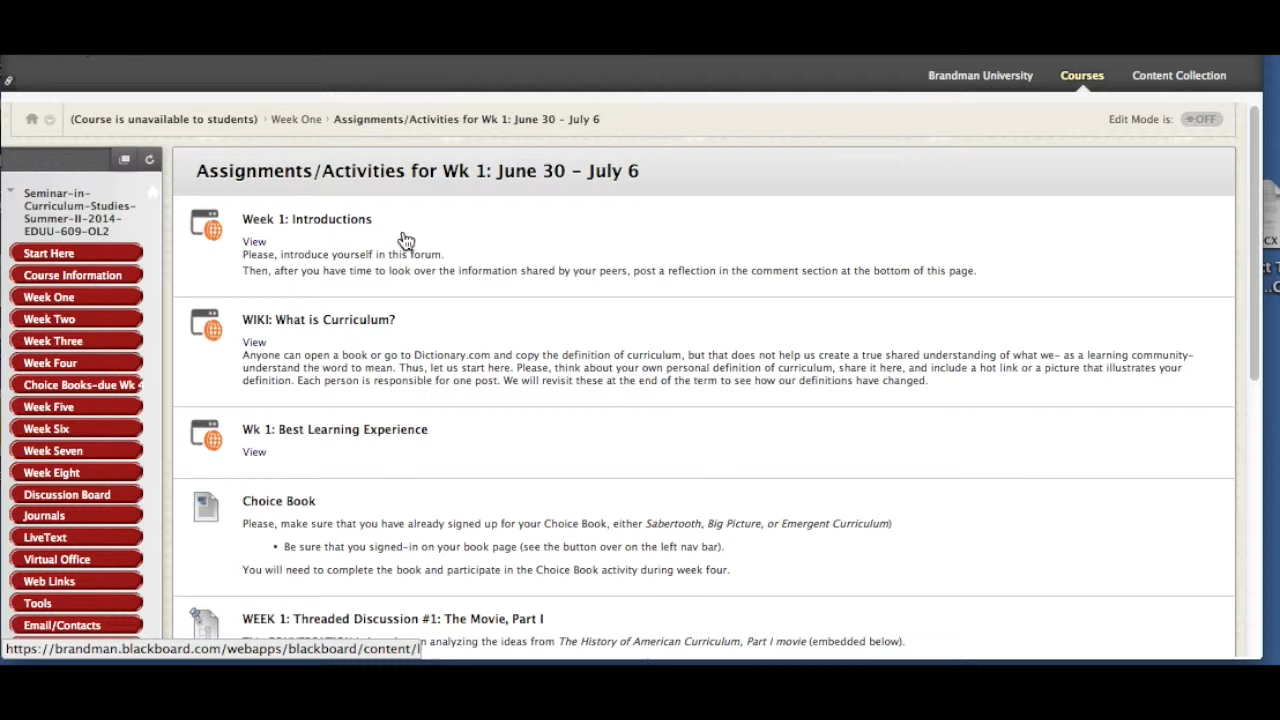 Brandman University
Courses
Content Collection
(Course is unavailable to students) › Week One › Assignments/Activities for Wk 1: June 30 - July 6
Edit Mode is: OFF
Seminar-in-
Curriculum-Studies-
Summer-II-2014-
EDUU-609-OL2
Start Here
Course Information
Week One
Week Two
Week Three
Week Four
Choice Books-due Wk 4
Week Five
Week Six
Week Seven
Week Eight
Discussion Board
Journals
LiveText
Virtual Office
Web Links
Tools
Email/Contacts
Assignments/Activities for Wk 1: June 30 - July 6
Week 1: Introductions
View
Please, introduce yourself in this forum.
Then, after you have time to look over the information shared by your peers, post a reflection in the comment section at the bottom of this page.
WIKI: What is Curriculum?
View
Anyone can open a book or go to Dictionary.com and copy the definition of curriculum, but that does not help us create a true shared understanding of what we- as a learning community-
understand the word to mean. Thus, let us start here. Please, think about your own personal definition of curriculum, share it here, and include a hot link or a picture that illustrates your
definition. Each person is responsible for one post. We will revisit these at the end of the term to see how our definitions have changed.
Wk 1: Best Learning Experience
View
Choice Book
Please, make sure that you have already signed up for your Choice Book, either Sabertooth, Big Picture, or Emergent Curriculum)
• Be sure that you signed-in on your book page (see the button over on the left nav bar).
You will need to complete the book and participate in the Choice Book activity during week four.
WEEK 1: Threaded Discussion #1: The Movie, Part I
analyzing the ideas from The History of American Curriculum, Part I movie (embedded below).
https://brandman.blackboard.com/webapps/blackboard/content/l